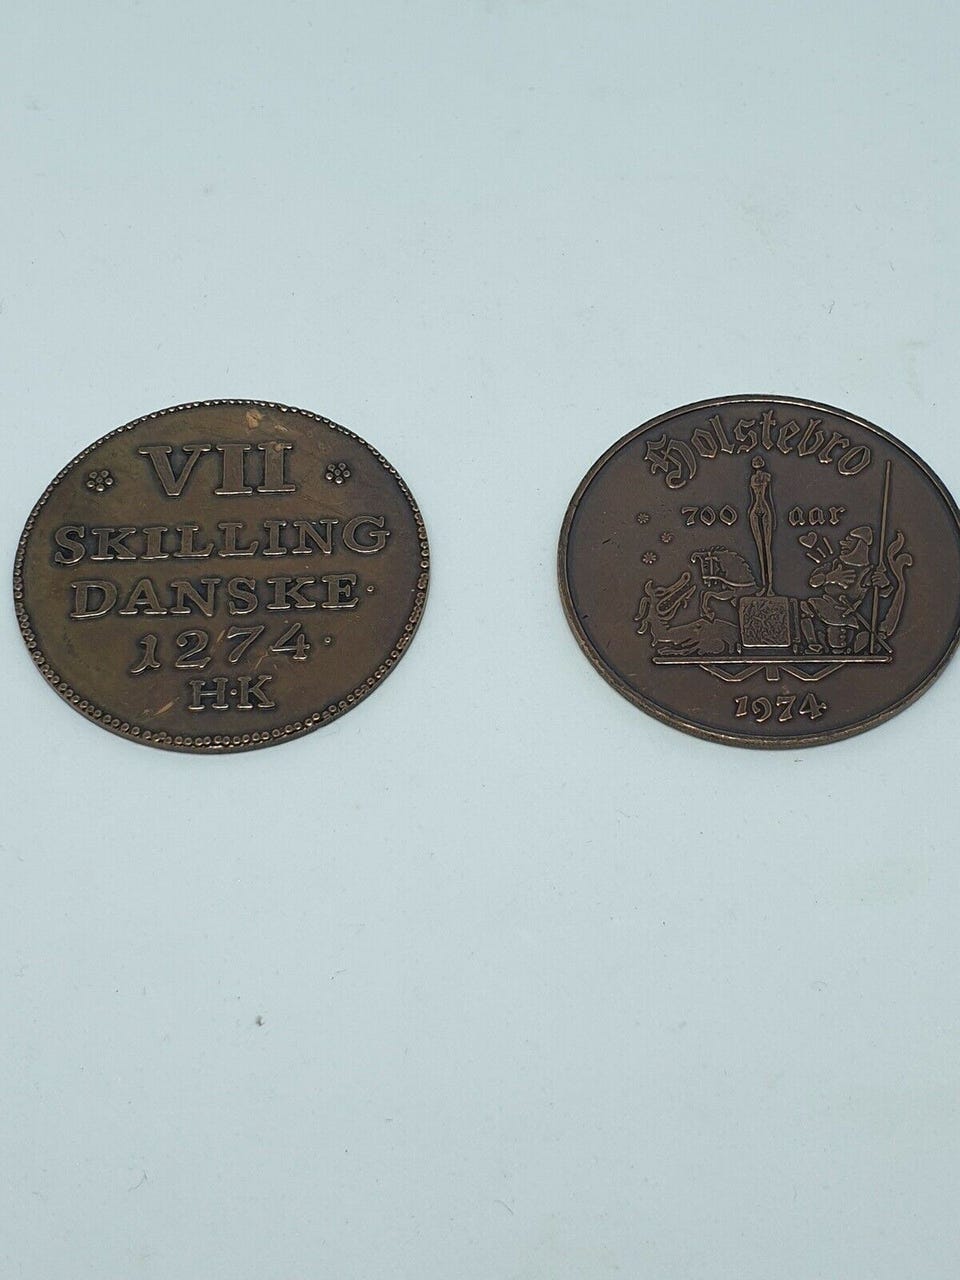 VII
SKILLING
DANSKE·
1274·
H·K
Holstebro
700 aar
1974